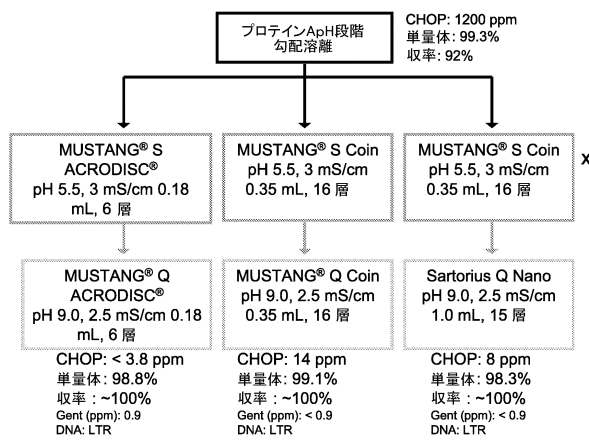 プロテインApH段階
勾配溶離
CHOP: 1200 ppm
単量体: 99.3%
収率: 92%
MUSTANG® S
ACRODISC®
pH 5.5, 3 mS/cm 0.18
mL, 6 層
MUSTANG® S Coin
pH 5.5, 3 mS/cm
0.35 mL, 16 層
MUSTANG® S Coin
pH 5.5, 3 mS/cm
0.35 mL, 16 層
X
MUSTANG® Q
ACRODISC®
pH 9.0, 2.5 mS/cm 0.18
mL, 6 層
MUSTANG® Q Coin
pH 9.0, 2.5 mS/cm
0.35 mL, 16 層
Sartorius Q Nano
pH 9.0, 2.5 mS/cm
1.0 mL, 15 層
CHOP: < 3.8 ppm
単量体: 98.8%
収率 : ~100%
Gent (ppm): 0.9
DNA: LTR
CHOP: 14 ppm
単量体: 99.1%
収率 : ~100%
Gent (ppm): < 0.9
DNA: LTR
CHOP: 8 ppm
単量体: 98.3%
収率 : ~100%
Gent (ppm): < 0.9
DNA: LTR